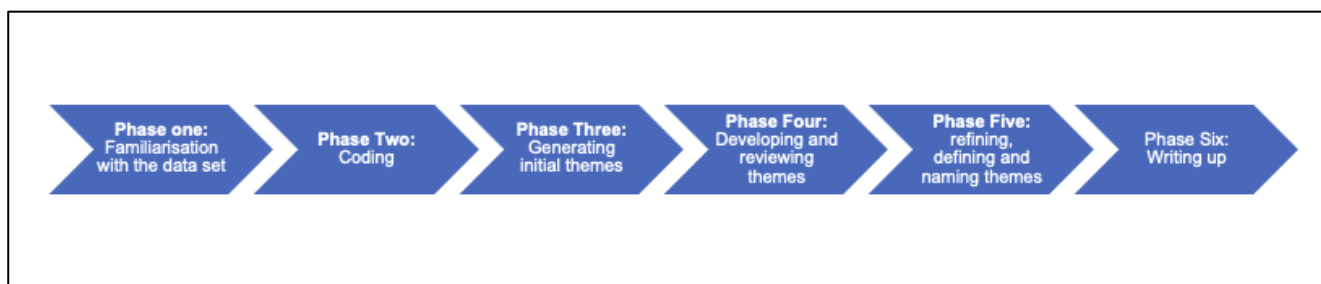 Phase one:
Familiarisation
with the data set
Phase Two:
Coding
Phase Three:
Generating
initial themes
Phase Four:
Developing and
reviewing
themes
Phase Five:
refining,
defining and
naming themes
Phase Six:
Writing up